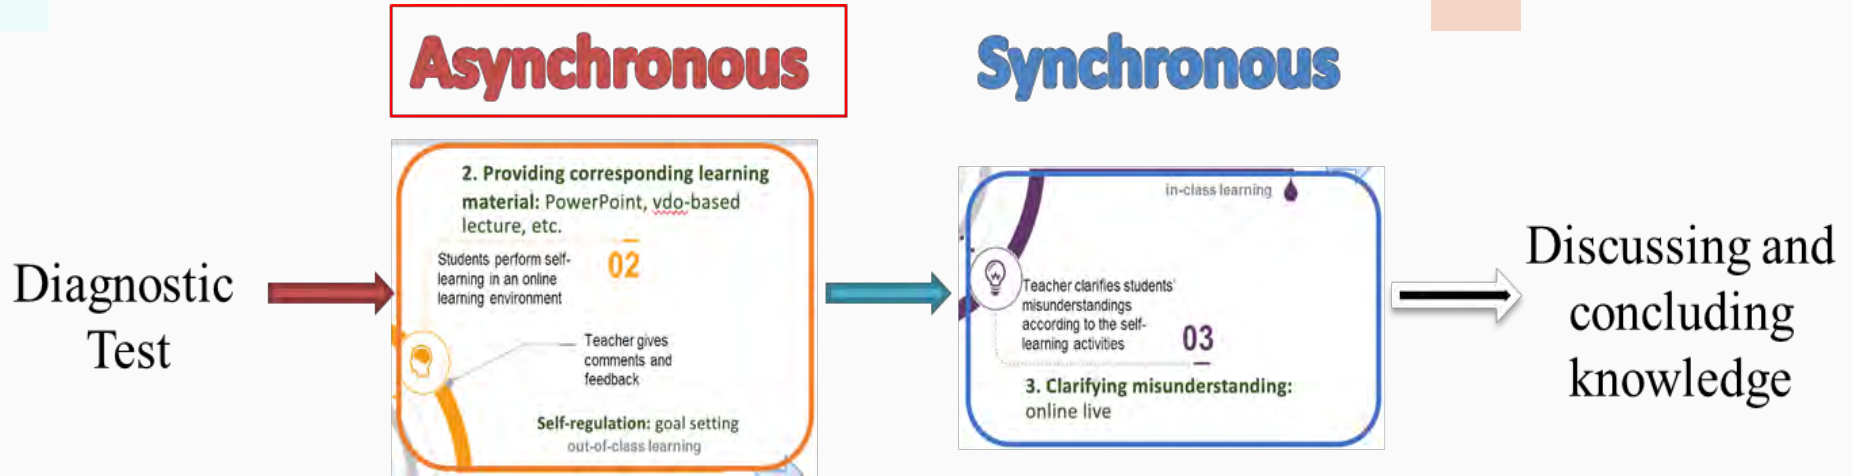 Asynchronous
Synchronous
Diagnostic
Test
2. Providing corresponding learning
material: PowerPoint, vdo-based
lecture, etc.
02
Students perform self-
learning in an online
learning environment
Teacher gives
comments and
feedback
Self-regulation: goal setting
out-of-class learning
in-class learning
Teacher clarifies students'
misunderstandings
according to the self-
learning activities
03
3. Clarifying misunderstanding:
online live
Discussing and
concluding
knowledge